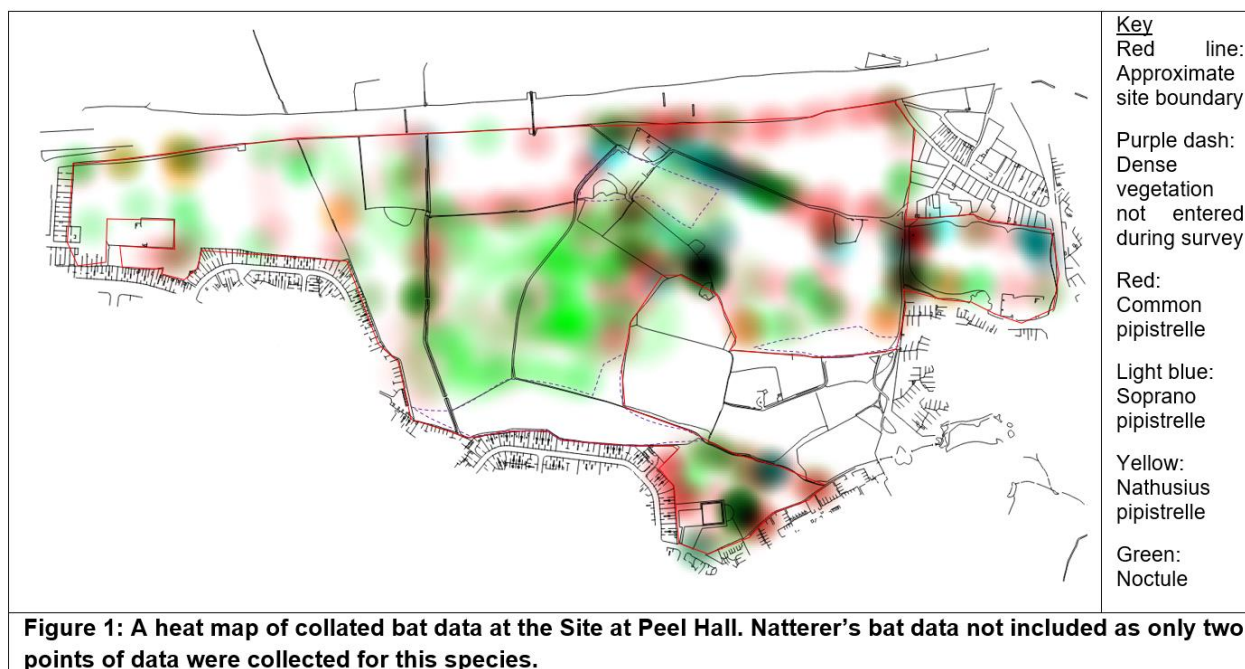 Key
Red line:
Approximate
site boundary
Purple dash:
Dense
vegetation
not entered
during survey
Red:
Common
pipistrelle
Light blue:
Soprano
pipistrelle
Yellow:
Nathusius
pipistrelle
Green:
Noctule
Figure 1: A heat map of collated bat data at the Site at Peel Hall. Natterer's bat data not included as only two
points of data were collected for this species.